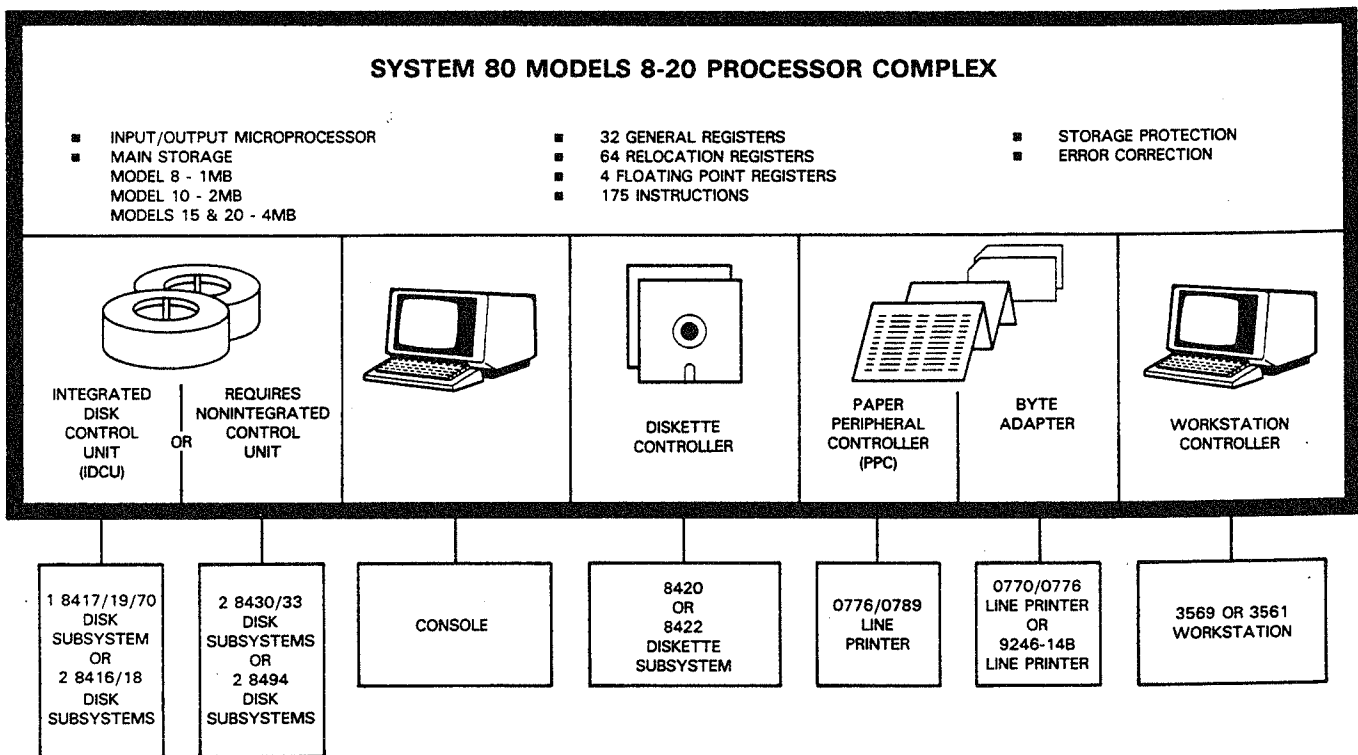 SYSTEM 80 MODELS 8-20 PROCESSOR COMPLEX
■ INPUT/OUTPUT MICROPROCESSOR
■ MAIN STORAGE
MODEL 8 - 1MB
MODEL 10 - 2MB
MODELS 15 & 20 - 4MB
■ 32 GENERAL REGISTERS
■ 64 RELOCATION REGISTERS
■ 4 FLOATING POINT REGISTERS
■ 175 INSTRUCTIONS
■ STORAGE PROTECTION
■ ERROR CORRECTION
INTEGRATED
DISK
CONTROL
UNIT
(IDCU)
OR
REQUIRES
NONINTEGRATED
CONTROL
UNIT
DISKETTE
CONTROLLER
PAPER
PERIPHERAL
CONTROLLER
(PPC)
BYTE
ADAPTER
WORKSTATION
CONTROLLER
1 8417/19/70
DISK
SUBSYSTEM
OR
2 8416/18
DISK
SUBSYSTEMS
2 8430/33
DISK
SUBSYSTEMS
OR
2 8494
DISK
SUBSYSTEMS
CONSOLE
8420
OR
8422
DISKETTE
SUBSYSTEM
0776/0789
LINE
PRINTER
0770/0776
LINE PRINTER
OR
9246-14B
LINE PRINTER
3569 OR 3561
WORKSTATION